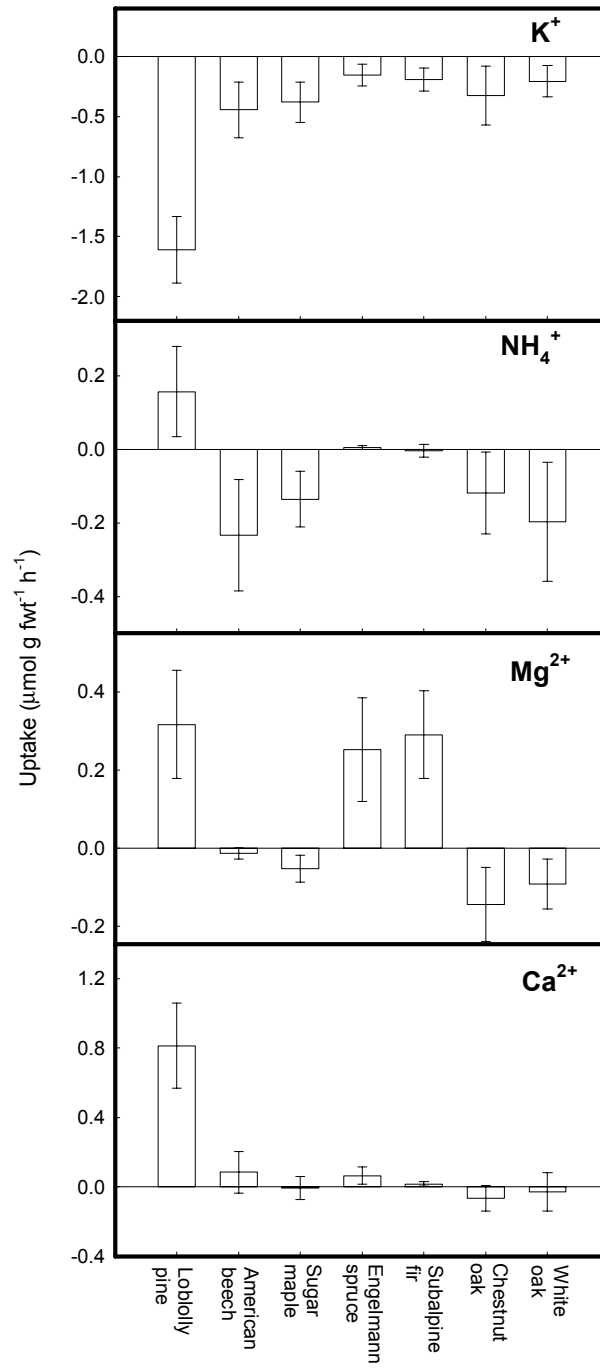 K⁺
0.0
-0.5
-1.0
-1.5
-2.0
NH₄⁺
0.2
0.0
-0.2
-0.4
Mg²⁺
0.4
0.2
0.0
-0.2
Ca²⁺
1.2
0.8
0.4
0.0
-0.4
Uptake (μmol g fwt⁻¹ h⁻¹)
Loblolly
pine
American
beech
Sugar
maple
Engelmann
spruce
Subalpine
fir
Chestnut
oak
White
oak